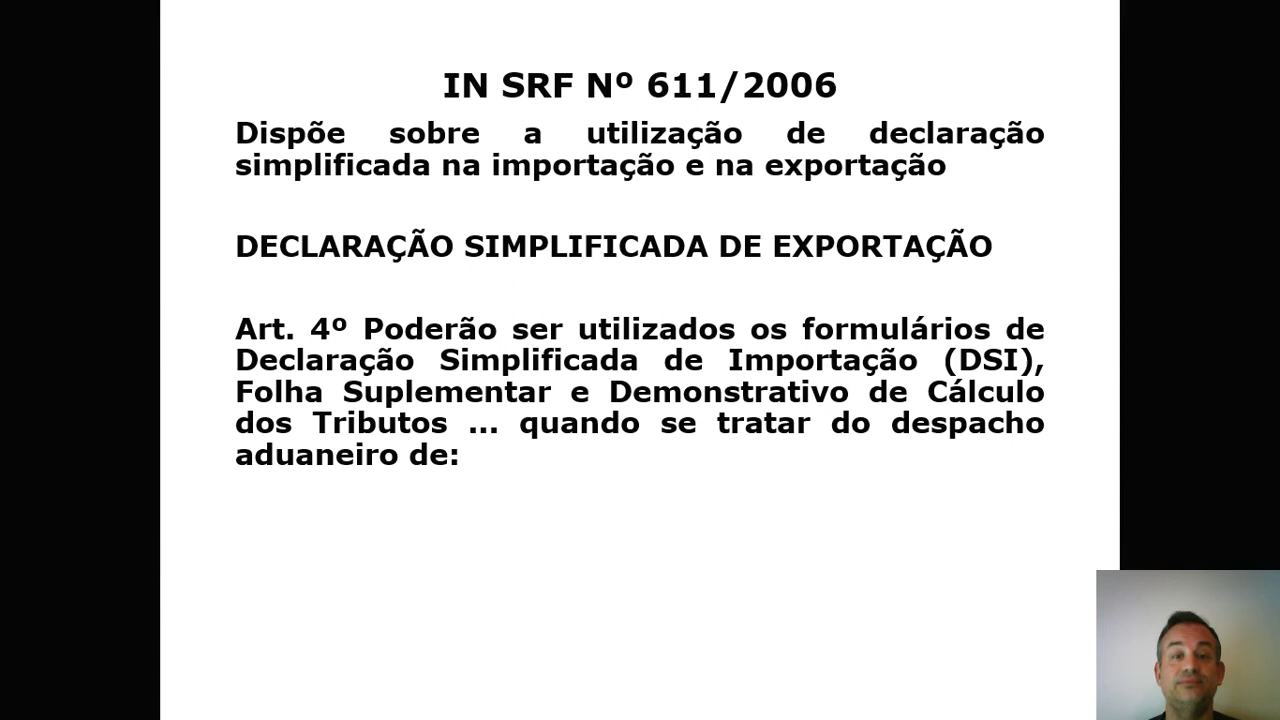 IN SRF Nº 611/2006
Dispõe sobre a utilização de declaração
simplificada na importação e na exportação
DECLARAÇÃO SIMPLIFICADA DE EXPORTAÇÃO
Art. 4º Poderão ser utilizados os formulários de
Declaração Simplificada de Importação (DSI),
Folha Suplementar e Demonstrativo de Cálculo
dos Tributos ... quando se tratar do despacho
aduaneiro de: